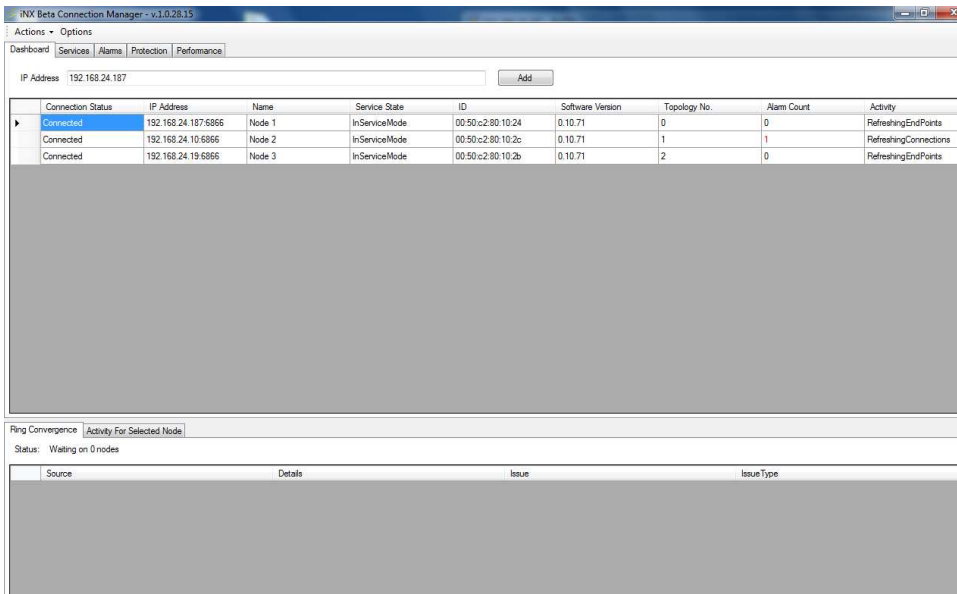 iNX Beta Connection Manager - v.1.0.28.15
Actions Options
Dashboard Services Alarms Protection Performance
IP Address 192.168.24.187 Add
Connection Status IP Address Name Service State ID Software Version Topology No. Alarm Count Activity
Connected 192.168.24.187:6866 Node 1 InServiceMode 00:50:c2:80:10:24 0.10.71 0 0 RefreshingEndPoints
Connected 192.168.24.10:6866 Node 2 InServiceMode 00:50:c2:80:10:2c 0.10.71 1 1 RefreshingConnections
Connected 192.168.24.19:6866 Node 3 InServiceMode 00:50:c2:80:10:2b 0.10.71 2 0 RefreshingEndPoints
Ring Convergence Activity For Selected Node
Status: Waiting on 0 nodes
Source Details Issue IssueType